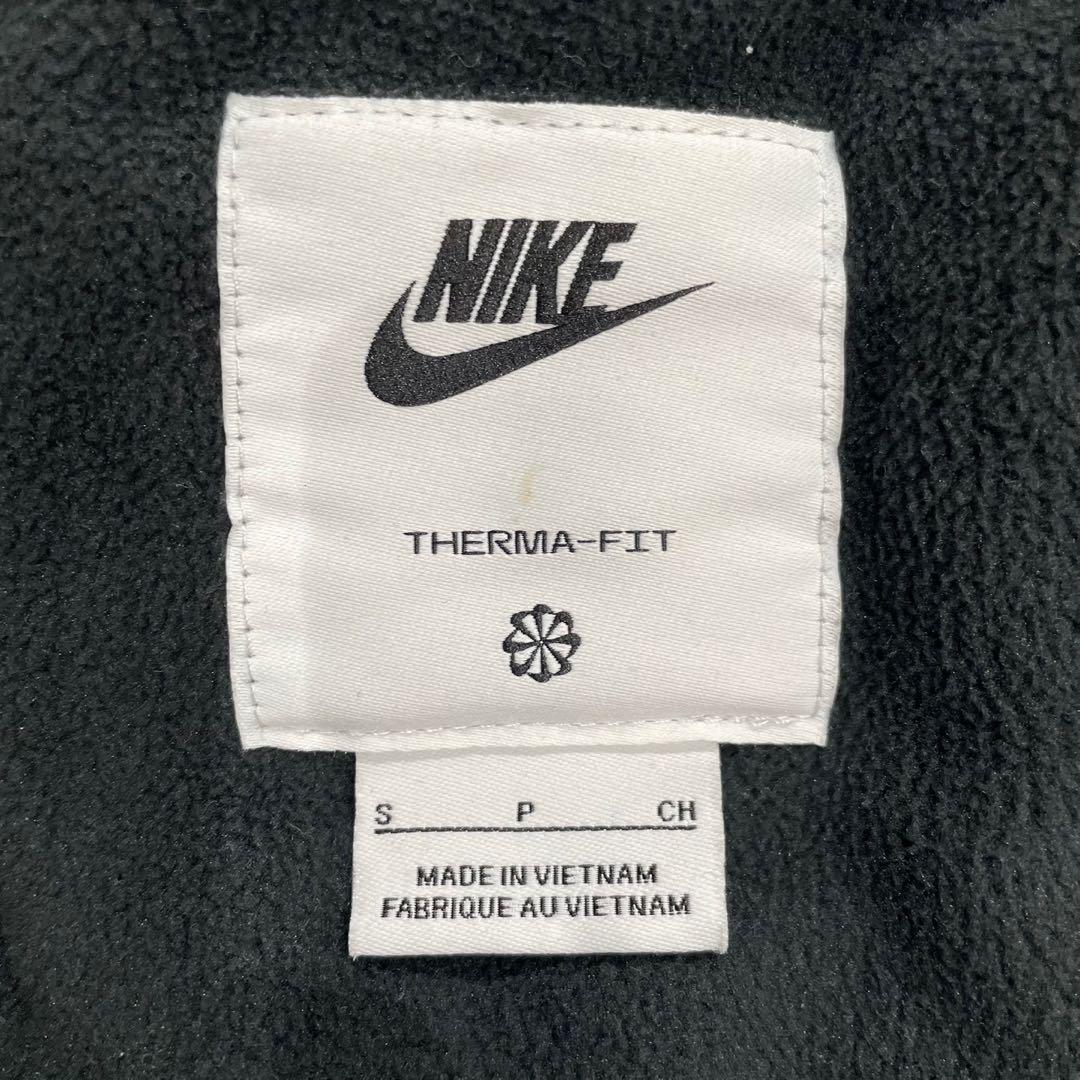 NIKE
THERMA-FIT
S P CH
MADE IN VIETNAM
FABRIQUE AU VIETNAM